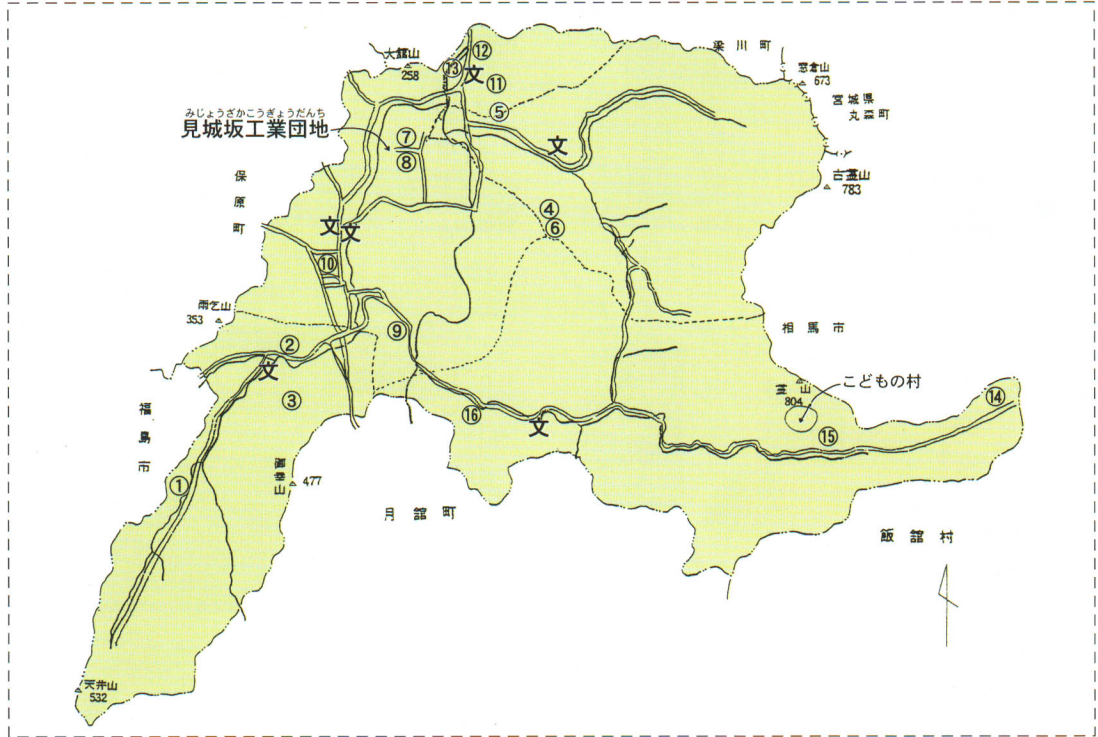 大舘山
258
⑫
⑬
文
⑪
梁川町
窓倉山
673
宮城県
丸森町
みじょうざかこうぎょうだんち
見城坂工業団地
⑤
⑦
⑧
文
古霊山
783
保原町
④
⑥
文
文
⑩
雨乞山
353
②
⑨
相馬市
文
③
霊山
804
こどもの村
⑭
福島市
⑯
文
⑮
①
477
月舘町
飯舘村
天井山
532